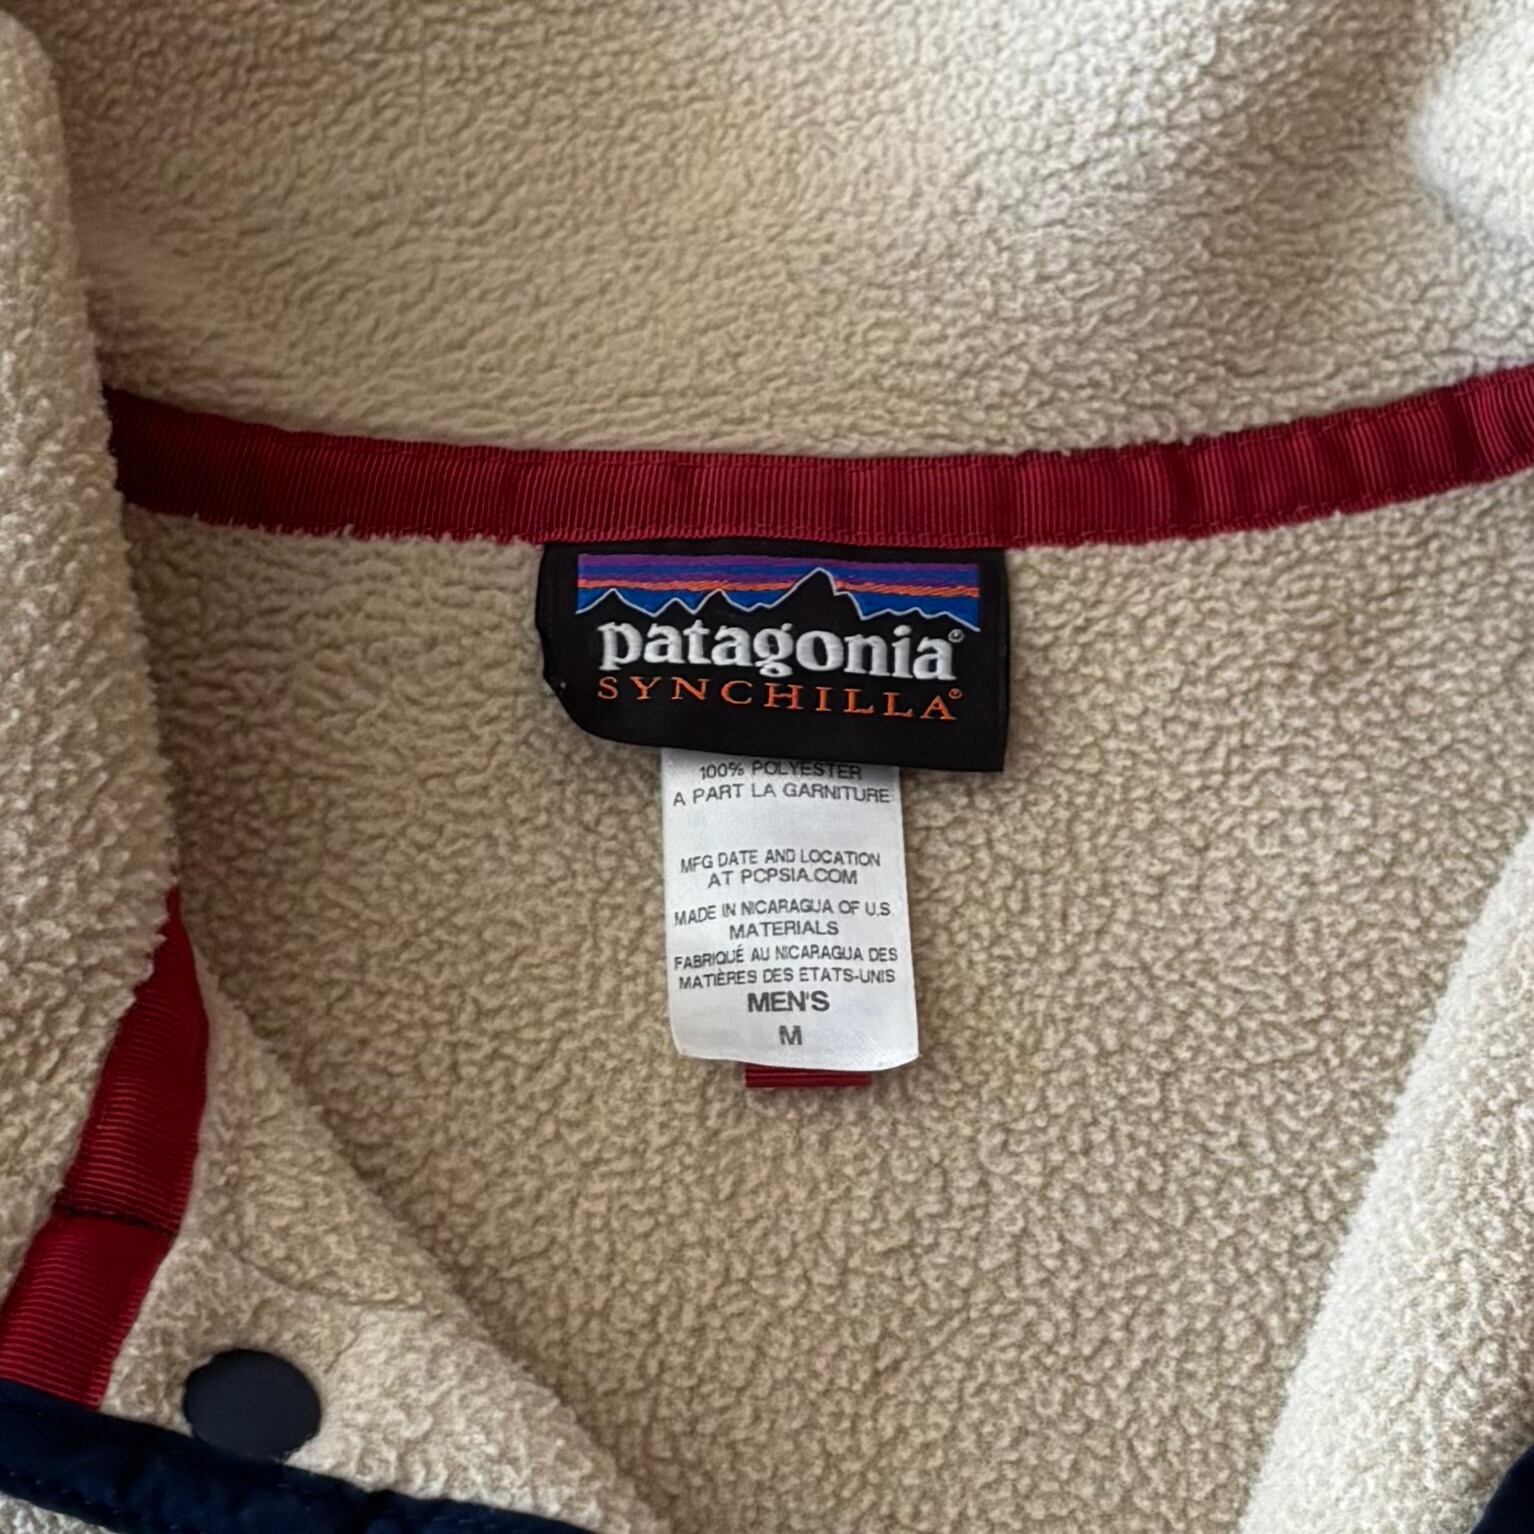 patagonia®
SYNCHILLA®
100% POLYESTER
A PART LA GARNITURE
MFG DATE AND LOCATION
AT PCPSIA.COM
MADE IN NICARAGUA OF U.S.
MATERIALS
FABRIQUÉ AU NICARAGUA DES
MATIÈRES DES ETATS-UNIS
MEN'S
M